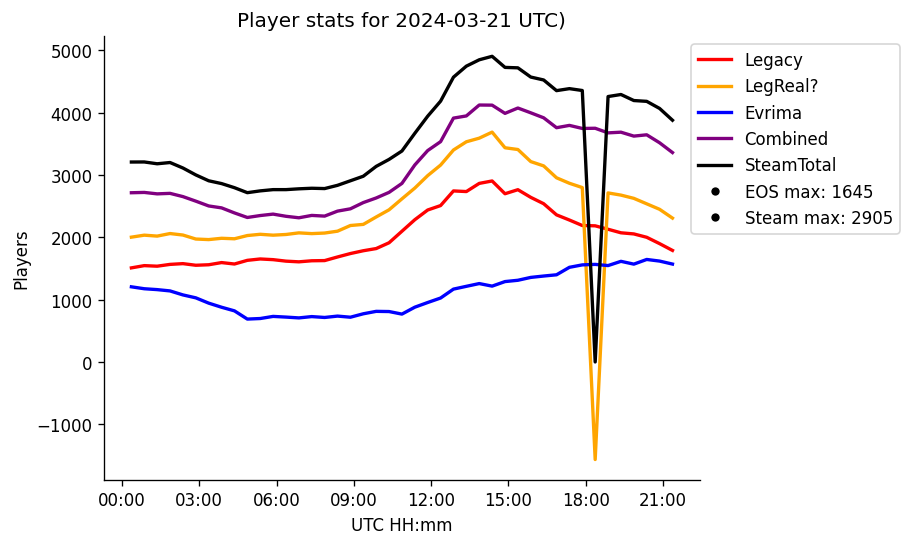 Player stats for 2024-03-21 UTC)
5000
4000
3000
2000
1000
0
−1000
Players
00:00 03:00 06:00 09:00 12:00 15:00 18:00 21:00
UTC HH:mm
Legacy
LegReal?
Evrima
Combined
SteamTotal
EOS max: 1645
Steam max: 2905